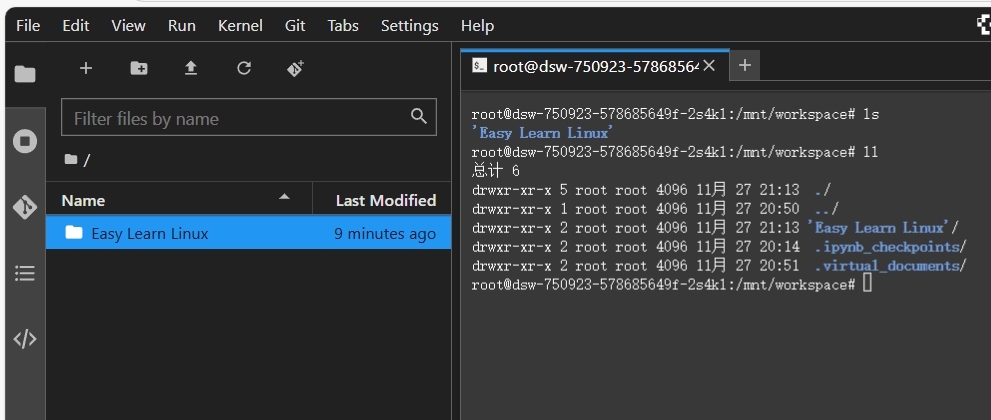 File Edit View Run Kernel Git Tabs Settings Help
Filter files by name
/
Name Last Modified
Easy Learn Linux 9 minutes ago
root@dsw-750923-57868564
root@dsw-750923-578685649f-2s4k1:/mnt/workspace# ls
'Easy Learn Linux'
root@dsw-750923-578685649f-2s4k1:/mnt/workspace# ll
总计 6
drwxr-xr-x 5 root root 4096 11月 27 21:13 ./
drwxr-xr-x 1 root root 4096 11月 27 20:50 ../
drwxr-xr-x 2 root root 4096 11月 27 21:13 'Easy Learn Linux'/
drwxr-xr-x 2 root root 4096 11月 27 20:14 .ipynb_checkpoints/
drwxr-xr-x 2 root root 4096 11月 27 20:51 .virtual_documents/
root@dsw-750923-578685649f-2s4k1:/mnt/workspace#